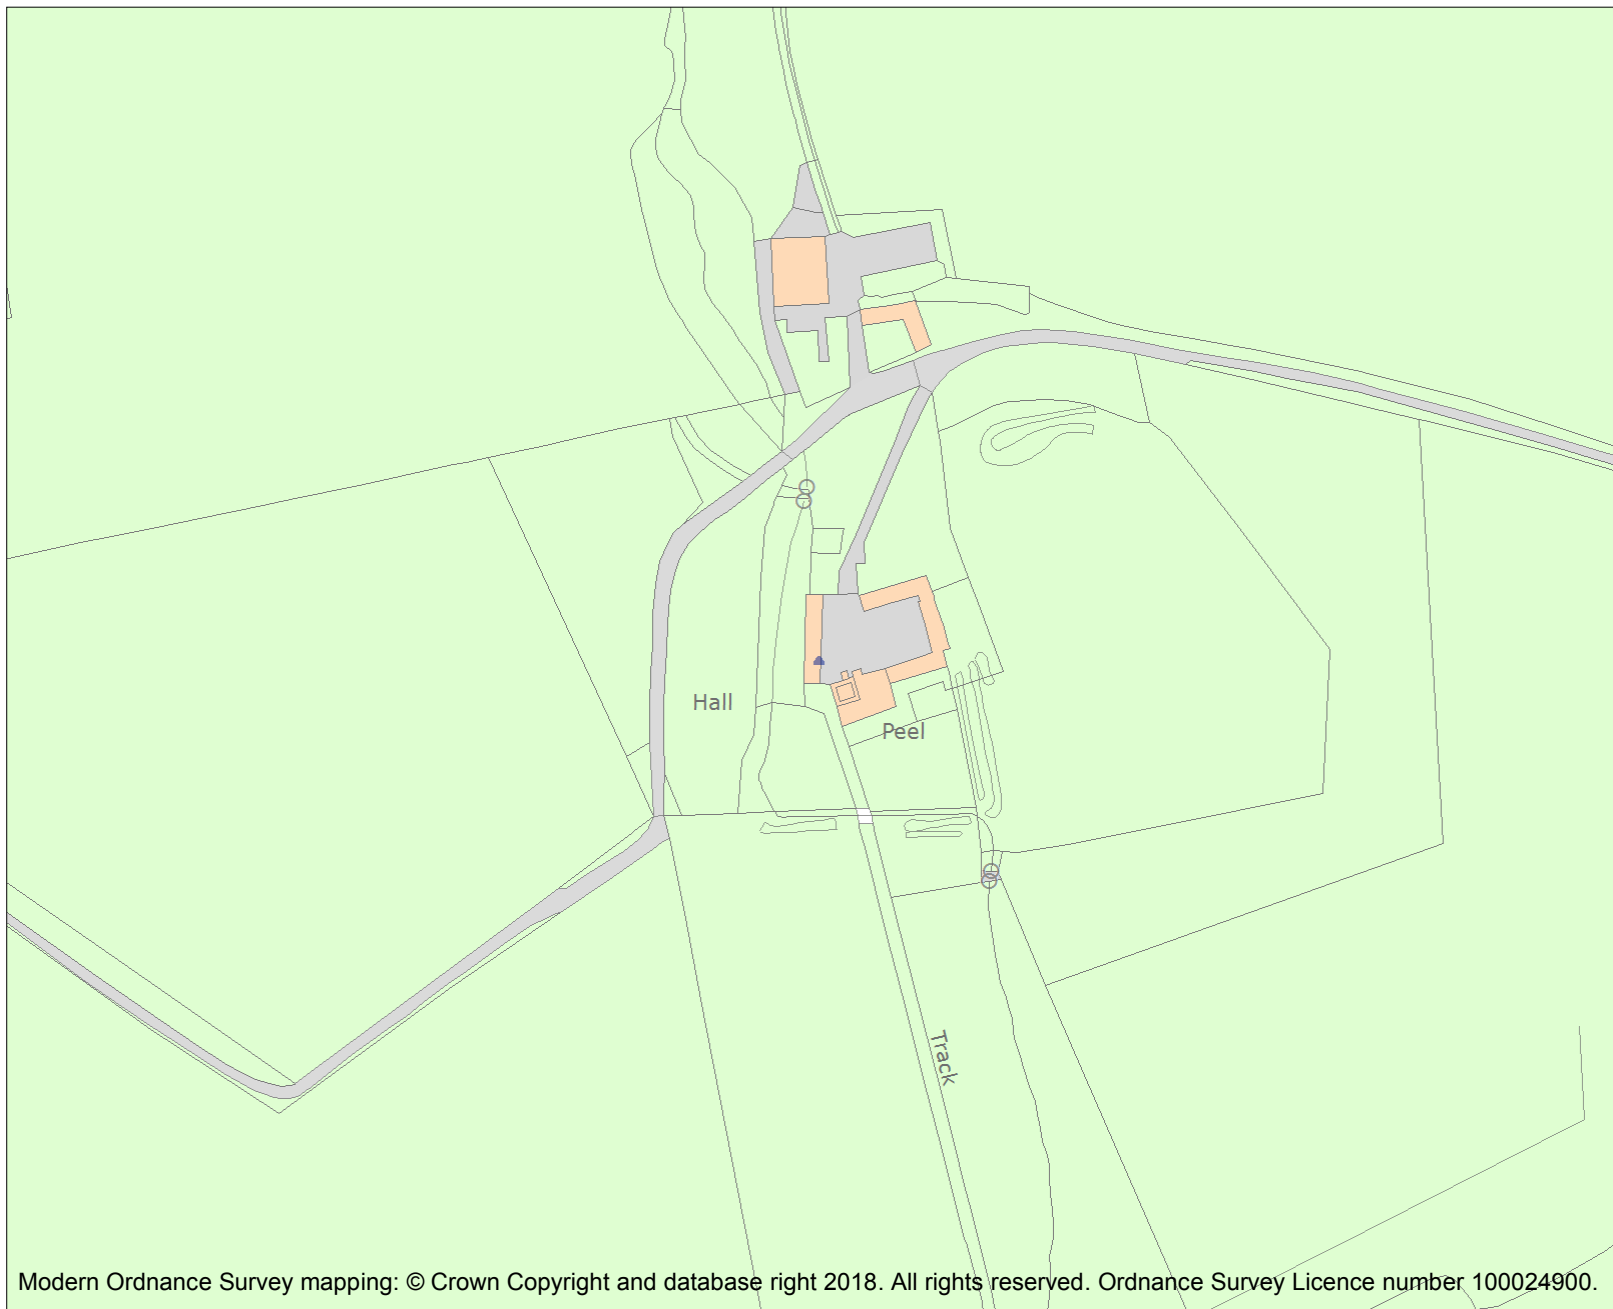 Hall
Peel
Track
Modern Ordnance Survey mapping: © Crown Copyright and database right 2018. All rights reserved. Ordnance Survey Licence number 100024900.